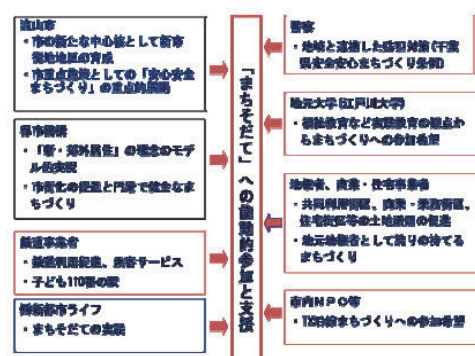 流山市
・市の新たな中心核として新市
街地地区の育成
・市重点施策としての「安心安全
まちづくり」の重点的展開
都市機構
・「新・郊外居住」の理念のモデ
ル的実現
・市街化の促進と円滑で健全なま
ちづくり
鉄道事業者
・鉄道利用促進、旅客サービス
・子ども110番の駅
㈱新都市ライフ
・まちそだての実践
「まちそだて」への能動的参加と支援
警察
・地域と連携した防犯対策(千葉
県安全安心まちづくり条例)
地元大学(江戸川大学)
・福祉教育など実践教育の観点か
らまちづくりへの参加希望
地権者、商業・住宅事業者
・共同利用街区、商業・業務街区、
住宅街区等の土地活用の促進
・地元地権者として誇りの持てる
まちづくり
市内NPO等
・TX沿線まちづくりへの参加希望